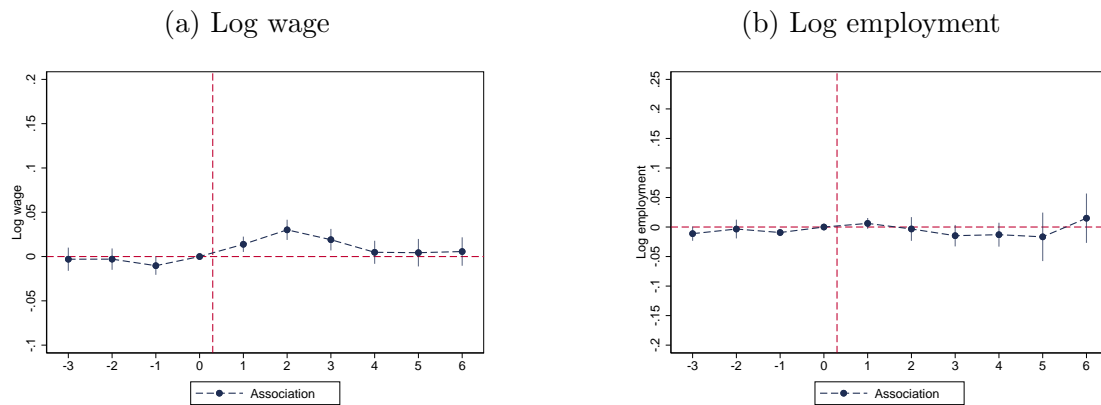 (a) Log wage
Log wage
.2
.15
.1
.05
0
-.05
-.1
-3 -2 -1 0 1 2 3 4 5 6
Association
(b) Log employment
Log employment
.25
.2
.15
.1
.05
0
-.05
-.1
-.15
-.2
-3 -2 -1 0 1 2 3 4 5 6
Association